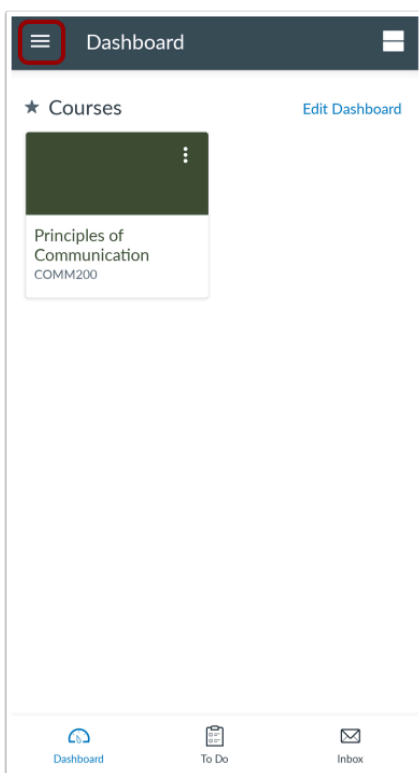 Dashboard
Courses
Edit Dashboard
Principles of
Communication
COMM200
Dashboard
To Do
Inbox